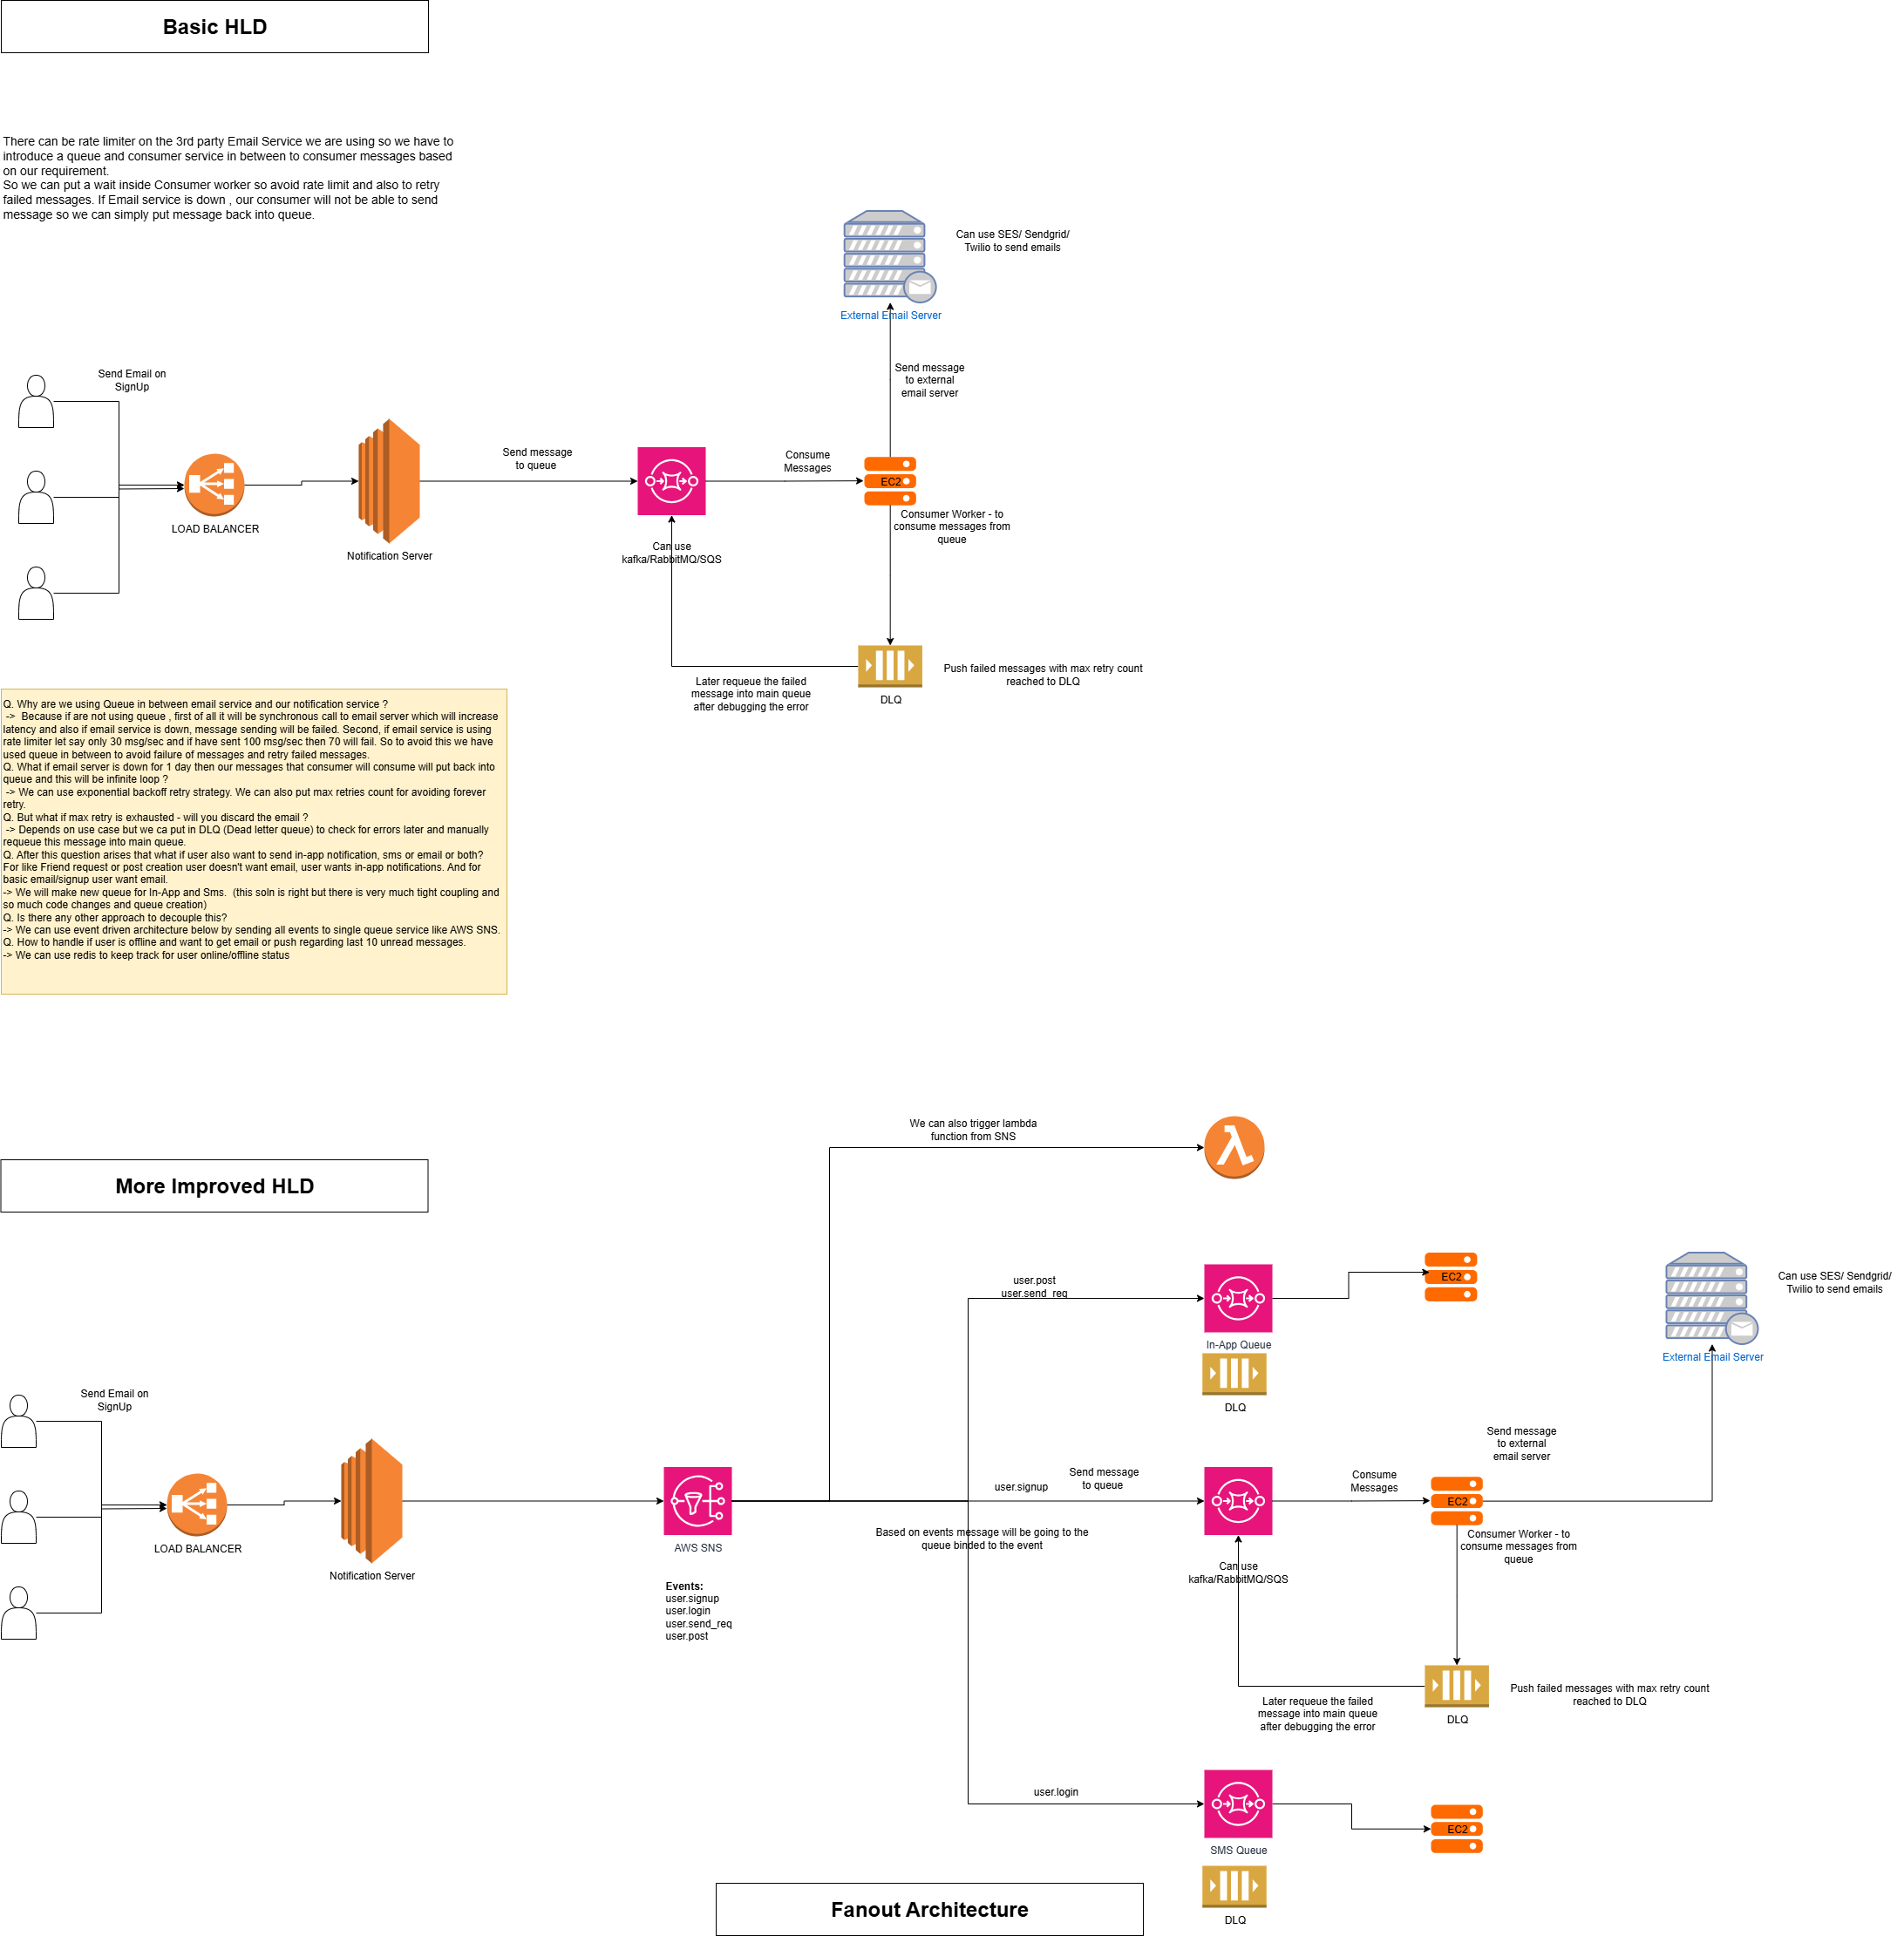 Basic HLD
There can be rate limiter on the 3rd party Email Service we are using so we have to
introduce a queue and consumer service in between to consumer messages based
on our requirement.
So we can put a wait inside Consumer worker so avoid rate limit and also to retry
failed messages. If Email service is down , our consumer will not be able to send
message so we can simply put message back into queue.
Can use SES/ Sendgrid/
Twilio to send emails
External Email Server
Send message
to external
email server
Send Email on
SignUp
LOAD BALANCER
Notification Server
Send message
to queue
Can use
kafka/RabbitMQ/SQS
Consume
Messages
EC2
Consumer Worker - to
consume messages from
queue
Later requeue the failed
message into main queue
after debugging the error
DLQ
Push failed messages with max retry count
reached to DLQ
Q. Why are we using Queue in between email service and our notification service ?
-> Because if are not using queue , first of all it will be synchronous call to email server which will increase
latency and also if email service is down, message sending will be failed. Second, if email service is using
rate limiter let say only 30 msg/sec and if have sent 100 msg/sec then 70 will fail. So to avoid this we have
used queue in between to avoid failure of messages and retry failed messages.
Q. What if email server is down for 1 day then our messages that consumer will consume will put back into
queue and this will be infinite loop ?
-> We can use exponential backoff retry strategy. We can also put max retries count for avoiding forever
retry.
Q. But what if max retry is exhausted - will you discard the email ?
-> Depends on use case but we ca put in DLQ (Dead letter queue) to check for errors later and manually
requeue this message into main queue.
Q. After this question arises that what if user also want to send in-app notification, sms or email or both?
For like Friend request or post creation user doesn't want email, user wants in-app notifications. And for
basic email/signup user want email.
-> We will make new queue for In-App and Sms. (this soln is right but there is very much tight coupling and
so much code changes and queue creation)
Q. Is there any other approach to decouple this?
-> We can use event driven architecture below by sending all events to single queue service like AWS SNS.
Q. How to handle if user is offline and want to get email or push regarding last 10 unread messages.
-> We can use redis to keep track for user online/offline status
More Improved HLD
We can also trigger lambda
function from SNS
user.post
user.send_req
In-App Queue
DLQ
EC2
Can use SES/ Sendgrid/
Twilio to send emails
External Email Server
Send Email on
SignUp
LOAD BALANCER
Notification Server
AWS SNS
Events:
user.signup
user.login
user.send_req
user.post
user.signup
Send message
to queue
Based on events message will be going to the
queue binded to the event
Can use
kafka/RabbitMQ/SQS
Consume
Messages
Send message
to external
email server
EC2
Consumer Worker - to
consume messages from
queue
Later requeue the failed
message into main queue
after debugging the error
DLQ
Push failed messages with max retry count
reached to DLQ
user.login
SMS Queue
EC2
DLQ
Fanout Architecture